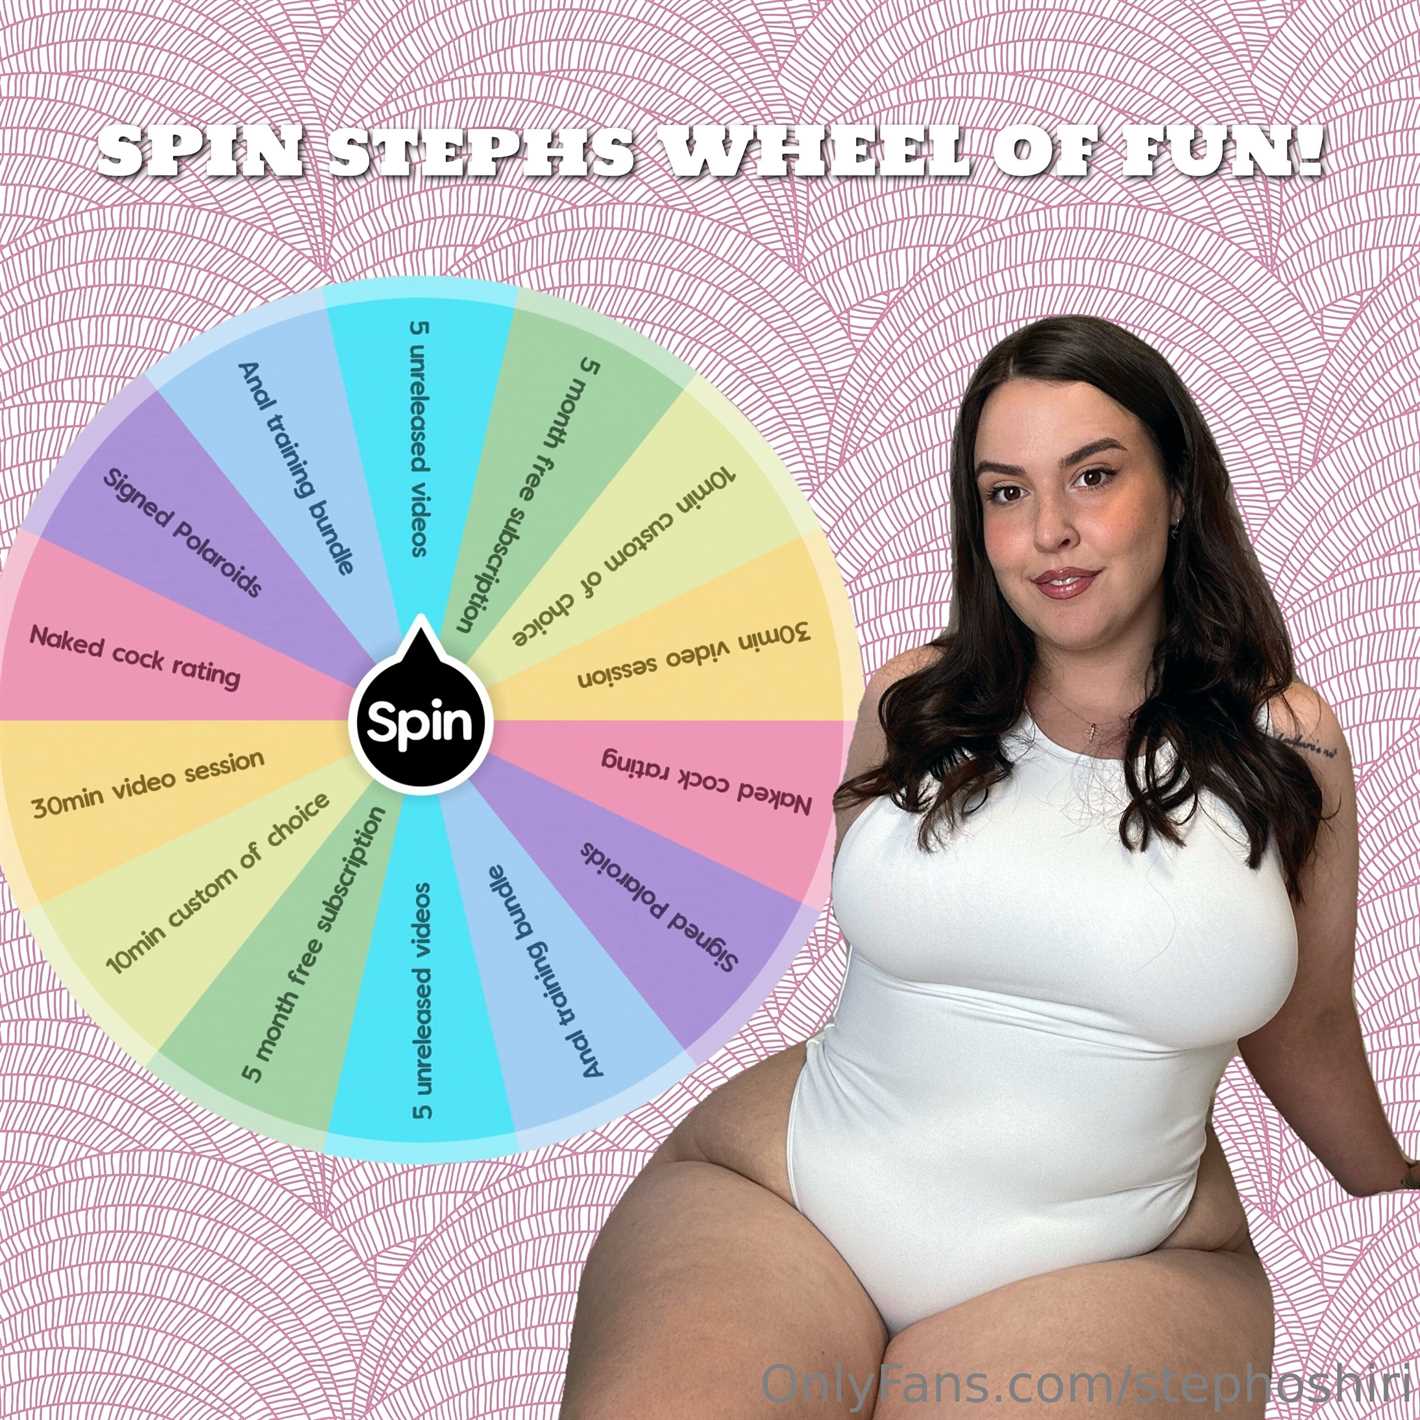 SPIN STEPHS WHEEL OF FUN!
5 unreleased videos
5 month free subscription
10min custom of choice
30min video session
Naked cock rating
Signed Polaroids
Anal training bundle
5 unreleased videos
5 month free subscription
10min custom of choice
30min video session
Naked cock rating
Signed Polaroids
Anal training bundle
Spin
OnlyFans.com/stephoshiri